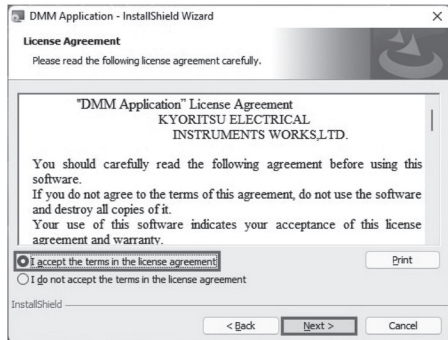 DMM Application - InstallShield Wizard
License Agreement
Please read the following license agreement carefully.
"DMM Application" License Agreement
KYORITSU ELECTRICAL
INSTRUMENTS WORKS,LTD.
You should carefully read the following agreement before using this
software.
If you do not agree to the terms of this agreement, do not use the software
and destroy all copies of it.
Your use of this software indicates your acceptance of this license
agreement and warranty.
I accept the terms in the license agreement
Print
I do not accept the terms in the license agreement
InstallShield
< Back
Next >
Cancel